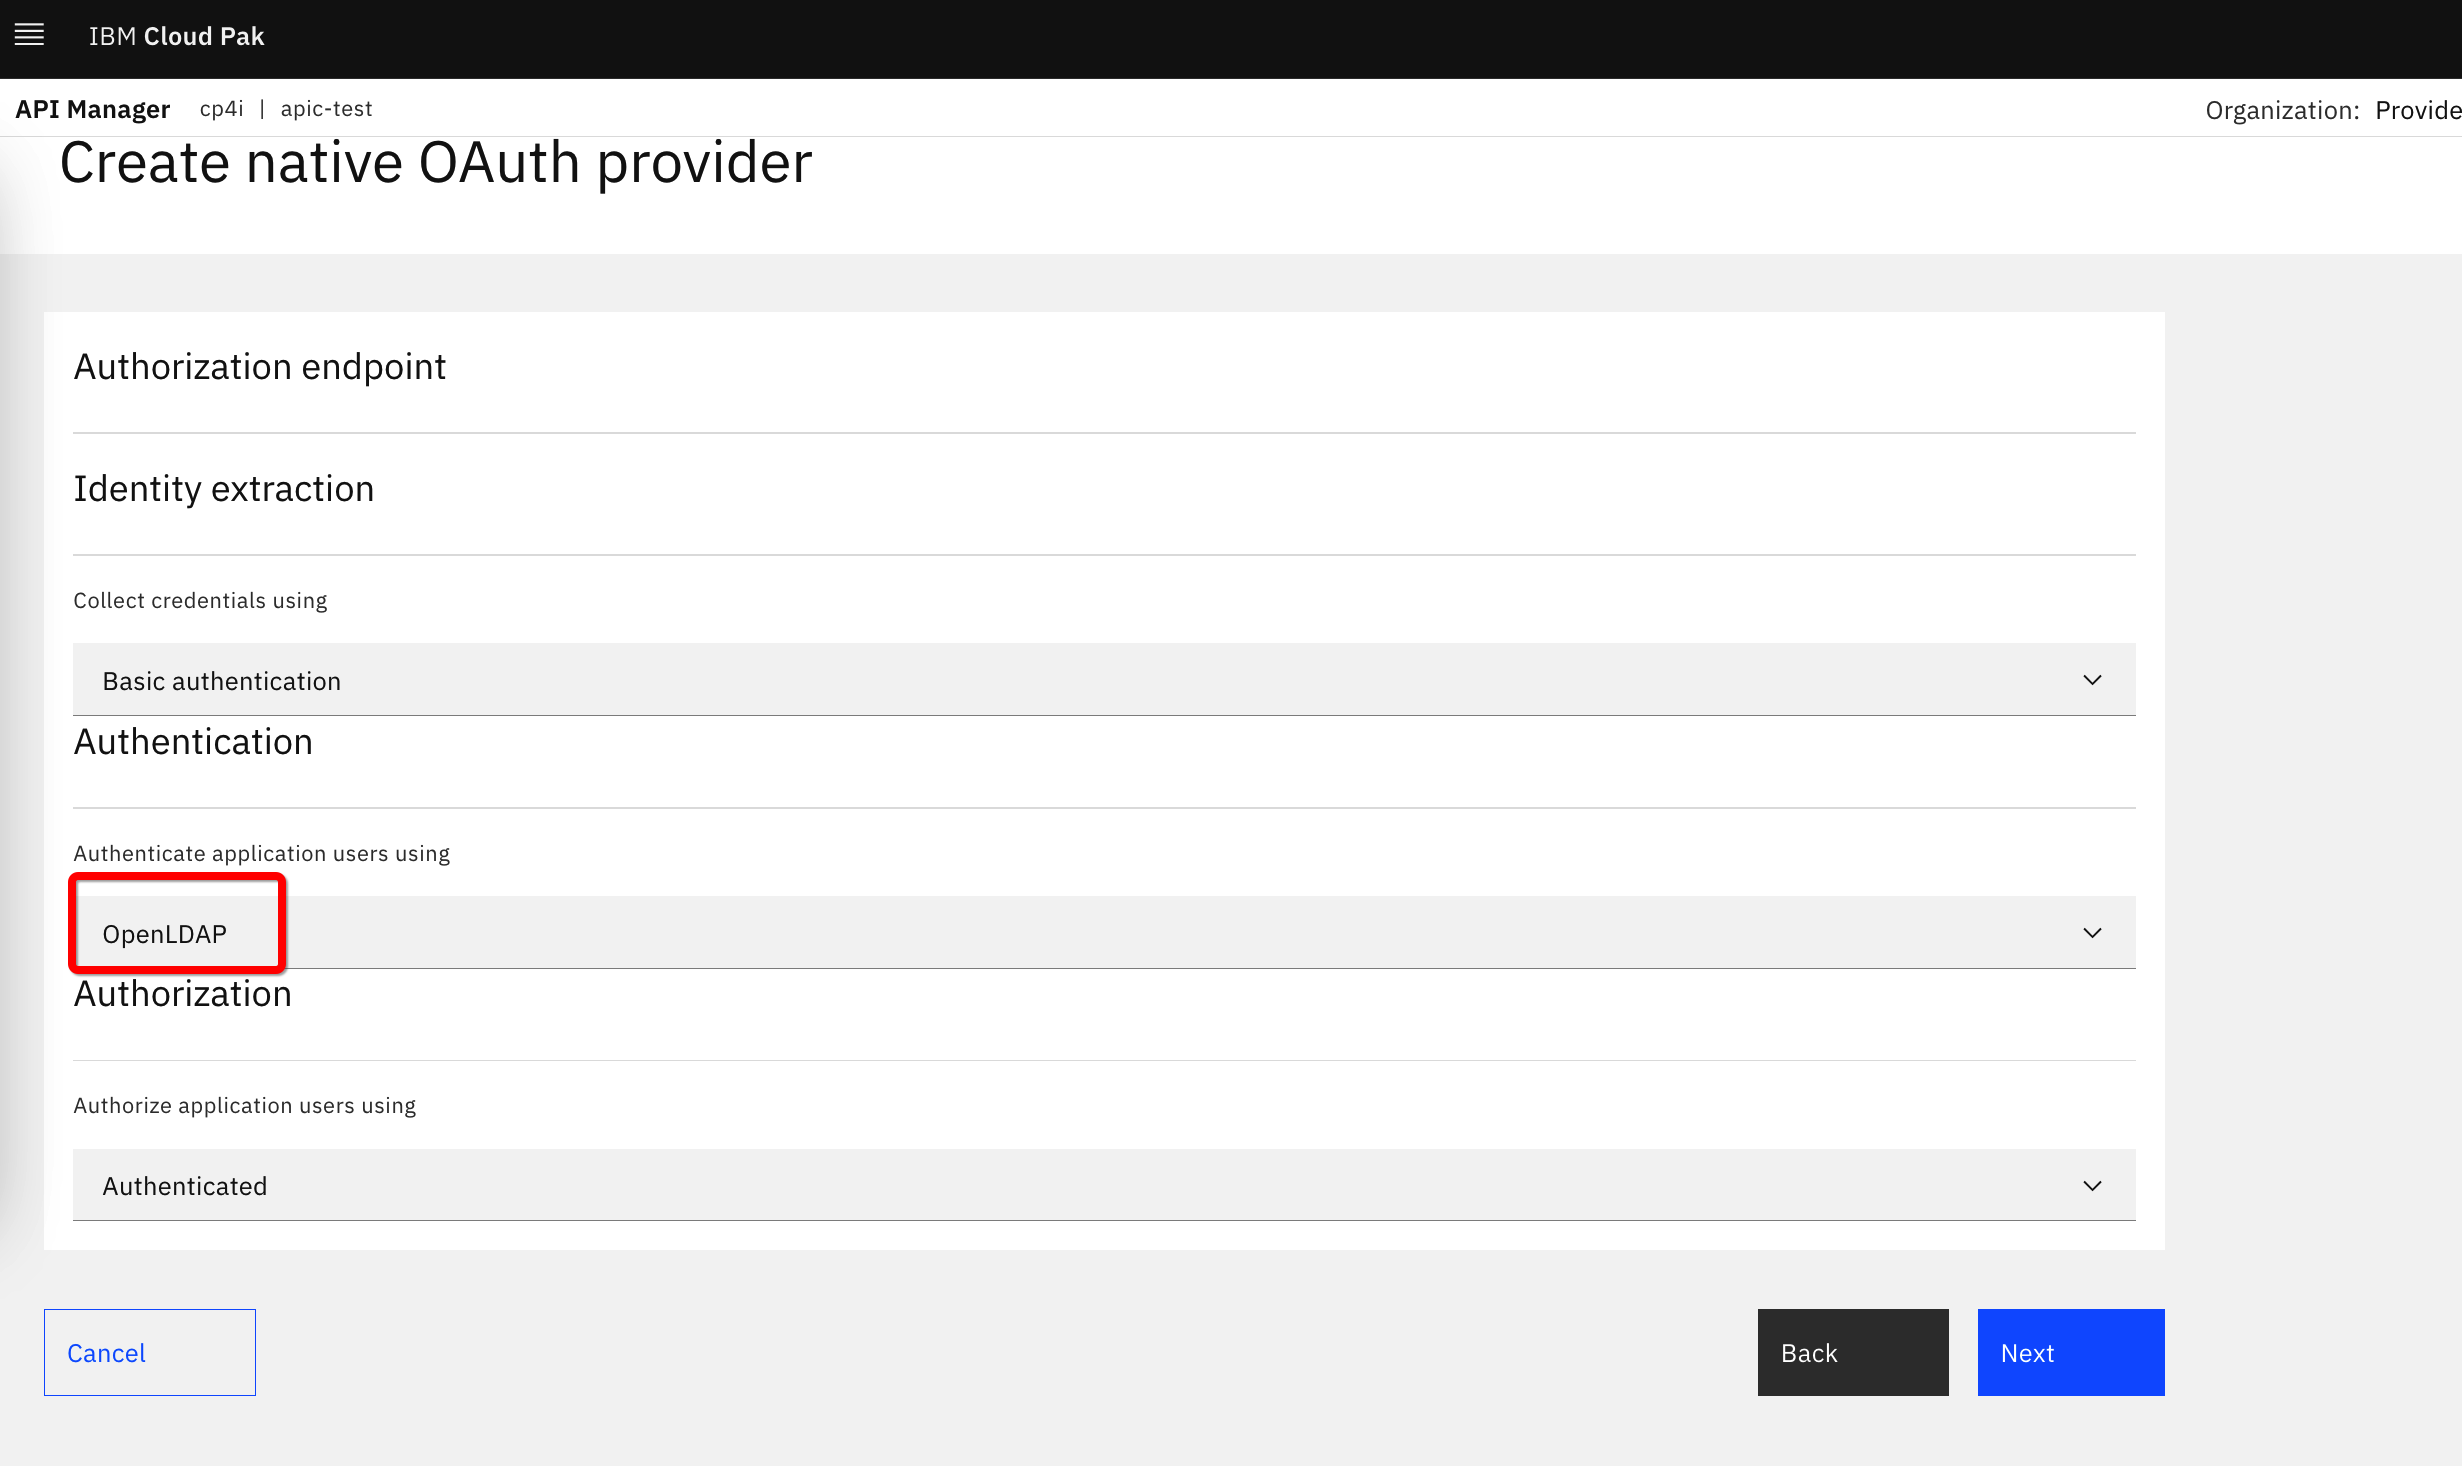 IBM Cloud Pak
API Manager cp4i | apic-test Organization: Provide
Create native OAuth provider
Authorization endpoint
Identity extraction
Collect credentials using
Basic authentication
Authentication
Authenticate application users using
OpenLDAP
Authorization
Authorize application users using
Authenticated
Cancel Back Next